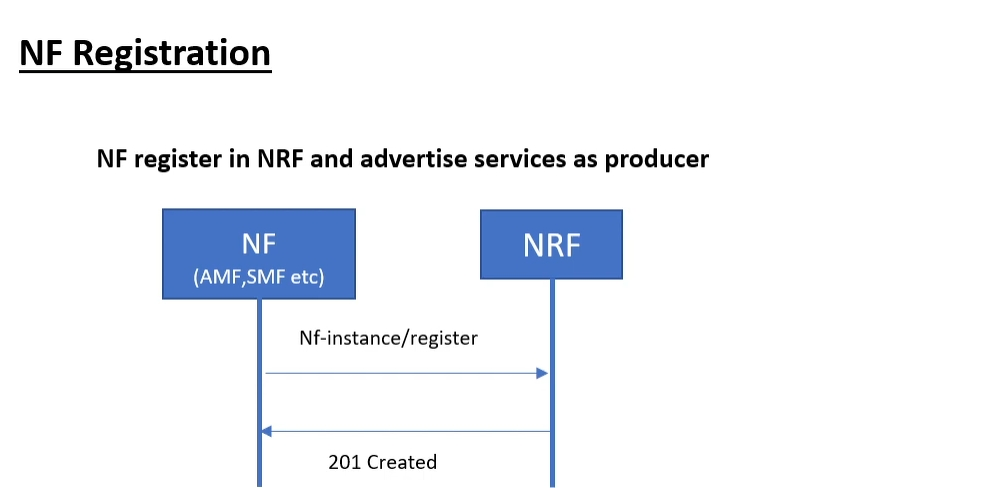 NF Registration
NF register in NRF and advertise services as producer
NF
(AMF,SMF etc)
NRF
Nf-instance/register
201 Created